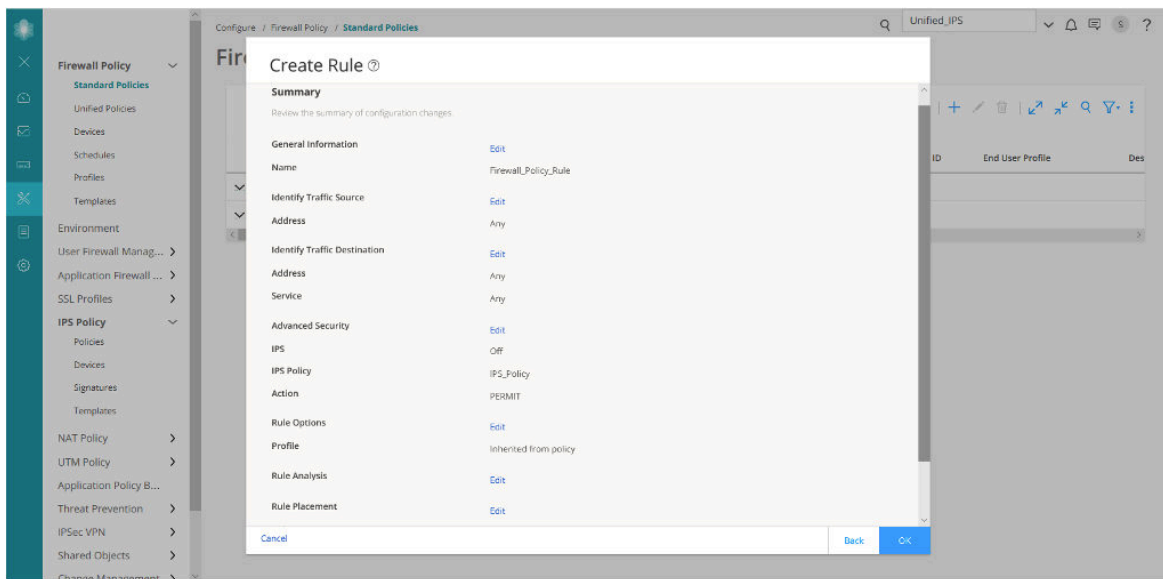 Configure / Firewall Policy / Standard Policies
Unified_IPS
S
?
Create Rule ?
Firewall Policy
Standard Policies
Unified Policies
Devices
Schedules
Profiles
Templates
Environment
User Firewall Manag...
Application Firewall ...
SSL Profiles
IPS Policy
Policies
Devices
Signatures
Templates
NAT Policy
UTM Policy
Application Policy B...
Threat Prevention
IPSec VPN
Shared Objects
Change Management
Summary
Review the summary of configuration changes
General Information Edit
Name Firewall_Policy_Rule
Identify Traffic Source Edit
Address Any
Identify Traffic Destination Edit
Address Any
Service Any
Advanced Security Edit
IPS Off
IPS Policy IPS_Policy
Action PERMIT
Rule Options Edit
Profile Inherited from policy
Rule Analysis Edit
Rule Placement Edit
Cancel Back OK
ID End User Profile Des